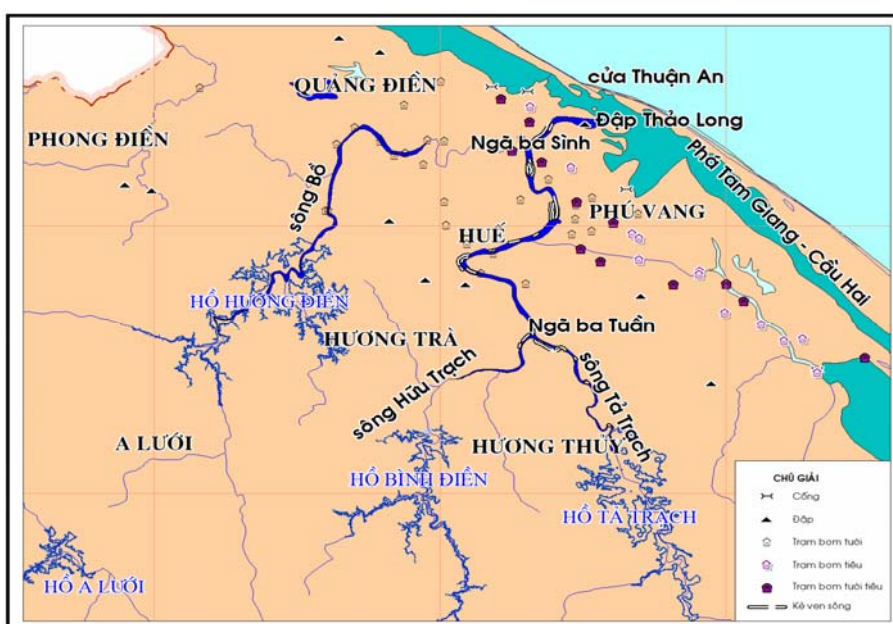 cửa Thuận An
QUẢNG ĐIỀN
Đập Thảo Long
PHONG ĐIỀN
Ngã ba Sình
Phá Tam Giang - Cầu Hai
sông Bồ
PHÚ VANG
HUẾ
HỒ HƯƠNG ĐIỀN
Ngã ba Tuần
HƯƠNG TRÀ
sông Hữu Trạch
sông Tả Trạch
A LƯỚI
HƯƠNG THỦY
HỒ BÌNH ĐIỀN
HỒ TẢ TRẠCH
HỒ A LƯỚI
CHÚ GIẢI
Cống
Đập
Trạm bơm tưới
Trạm bơm tiêu
Trạm bơm tưới tiêu
Kè ven sông